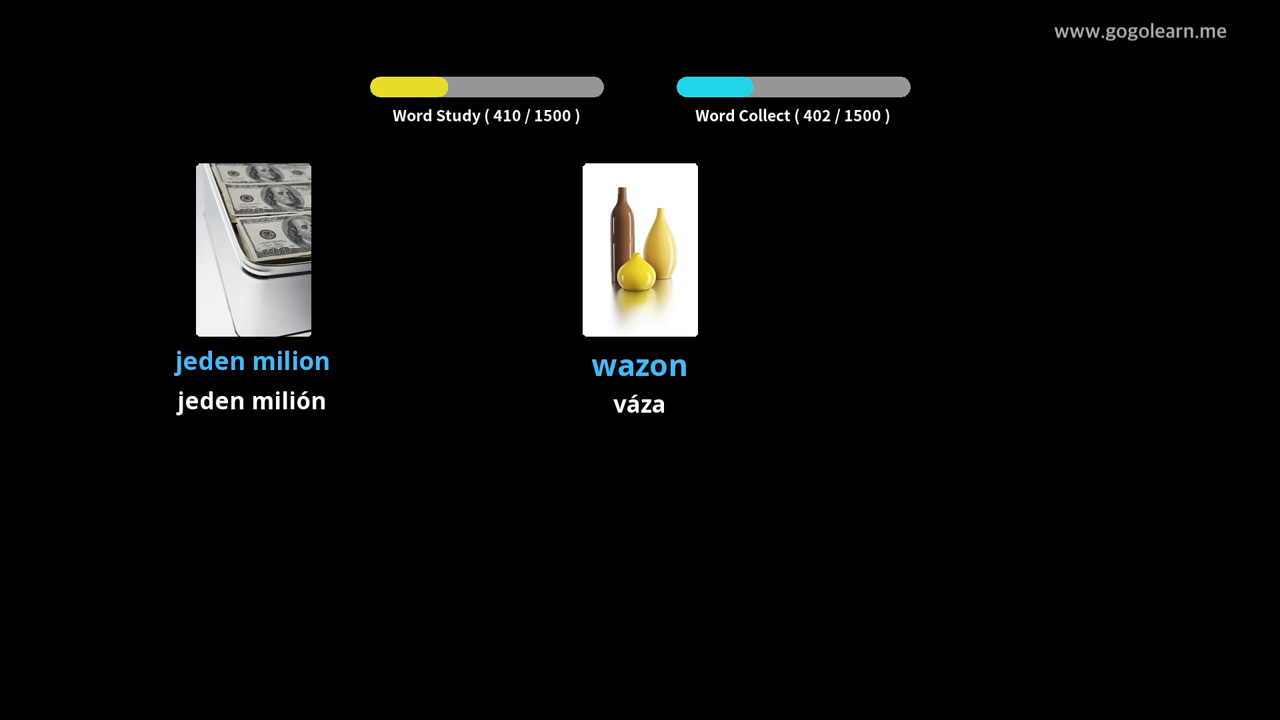 www.gogolearn.me
Word Study ( 410 / 1500 )
Word Collect ( 402 / 1500 )
jeden milion
jeden milión
wazon
váza